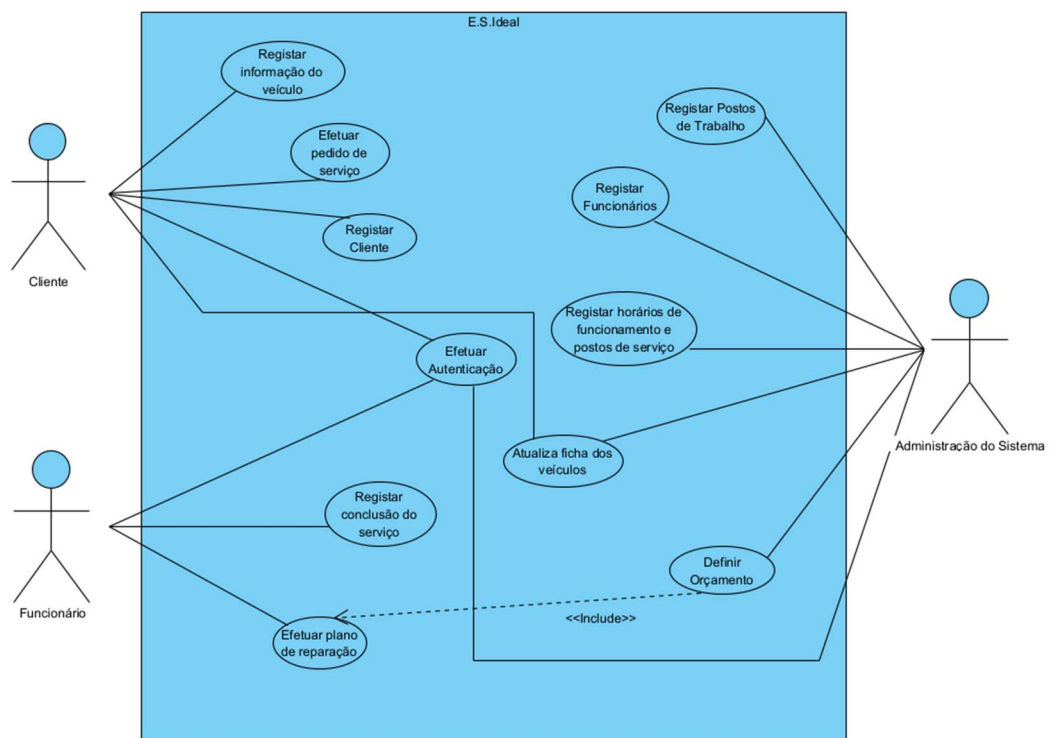 E.S.Ideal
Registar
informação do
veículo
Efetuar
pedido de
serviço
Registar
Cliente
Cliente
Registar Postos
de Trabalho
Registar
Funcionários
Registar horários de
funcionamento e
postos de serviço
Efetuar
Autenticação
Atualiza ficha dos
veículos
Administração do Sistema
Registar
conclusão do
serviço
Funcionário
Definir
Orçamento
<<Include>>
Efetuar plano
de reparação